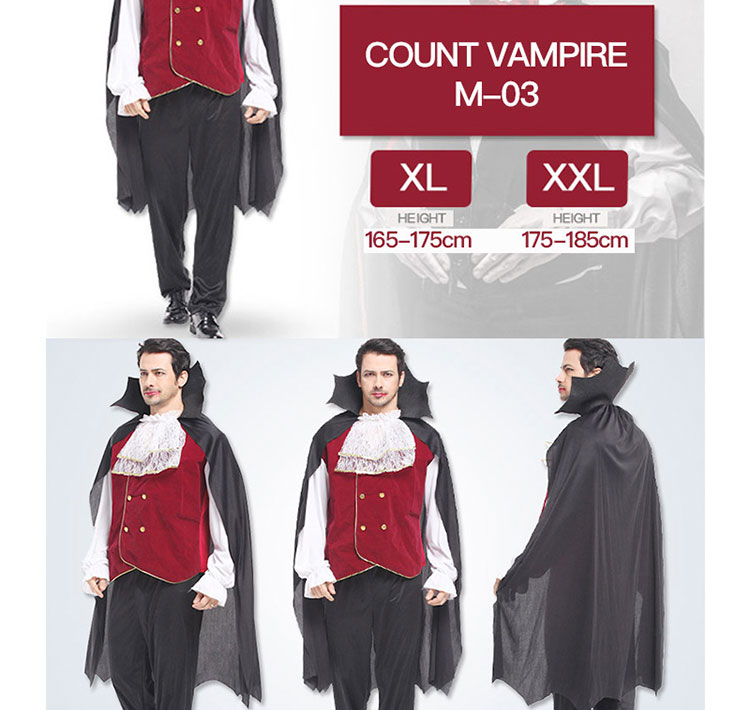 COUNT VAMPIRE
M-03
XL XXL
HEIGHT HEIGHT
165-175cm 175-185cm